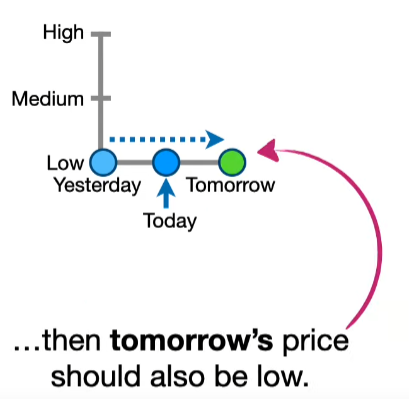 High
Medium
Low
Yesterday
Tomorrow
Today
…then tomorrow’s price
should also be low.